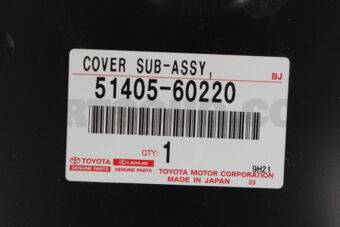 COVER SUB-ASSY,
BJ
51405-60220
QTY: 1
TOYOTA
GENUINE PARTS
LEXUS
GENUINE PARTS
TOYOTA MOTOR CORPORATION
MADE IN JAPAN 23
9H21